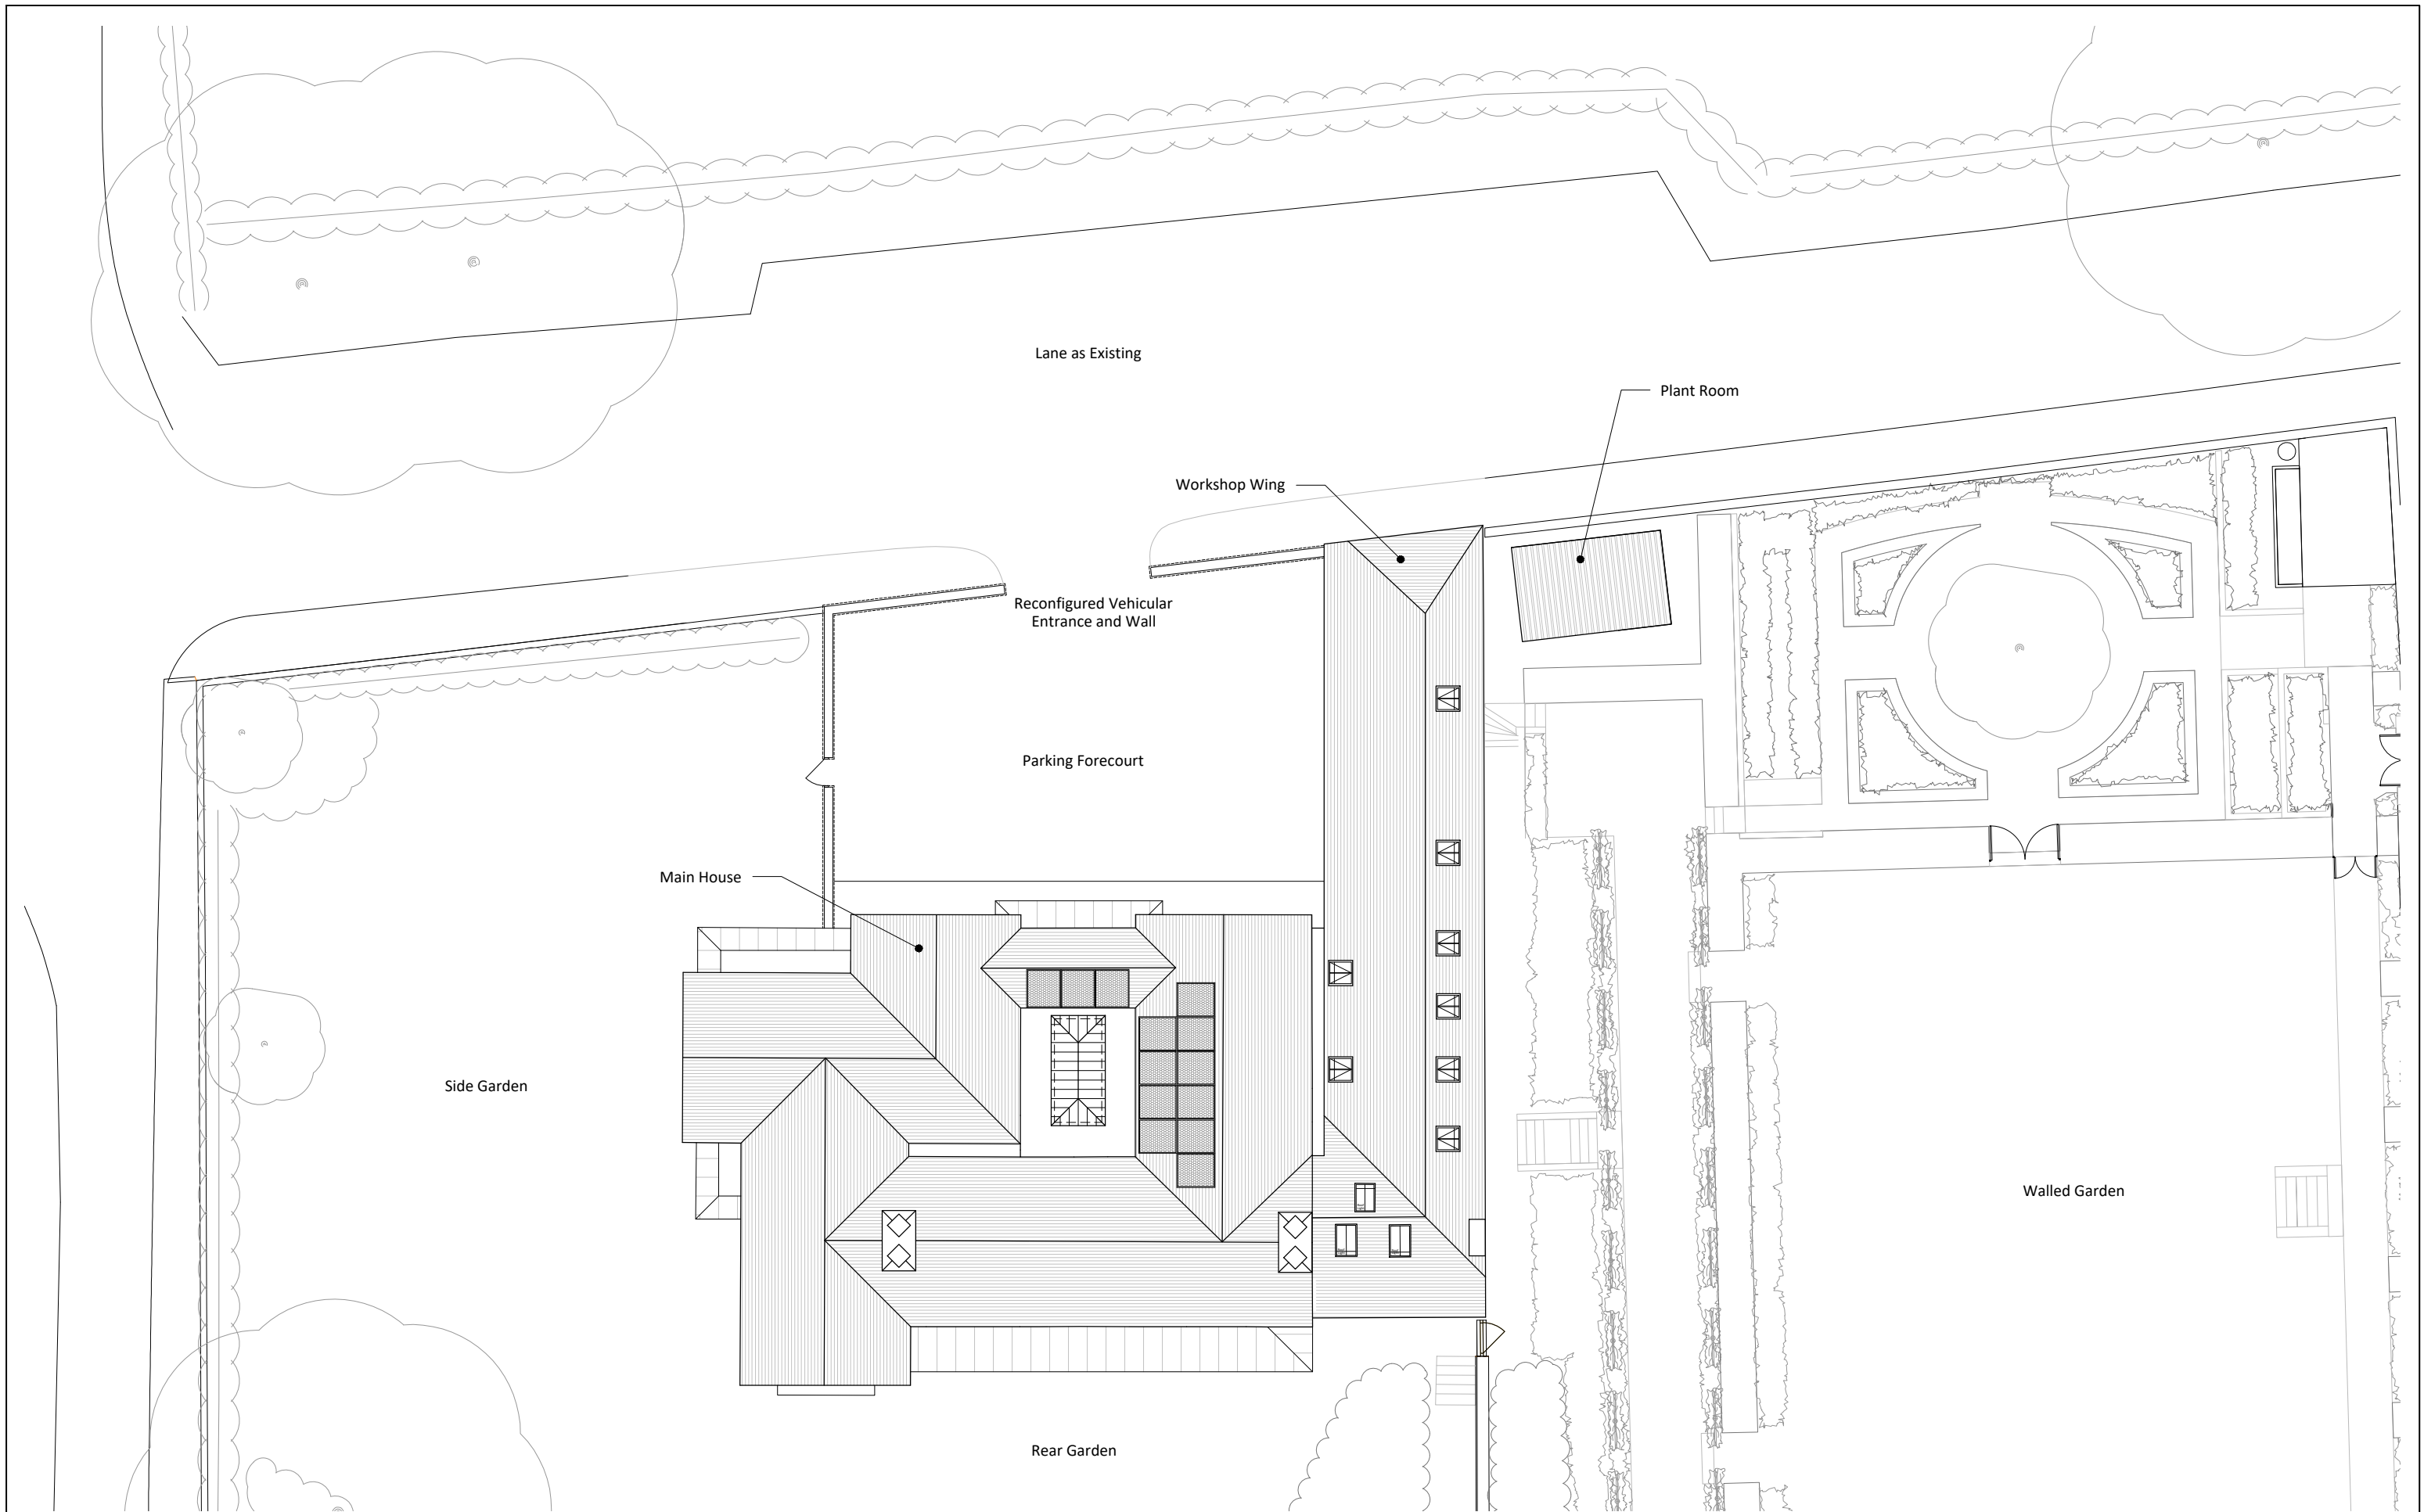 Lane as Existing
Plant Room
Workshop Wing
Reconfigured Vehicular
Entrance and Wall
Parking Forecourt
Main House
Side Garden
Walled Garden
Rear Garden